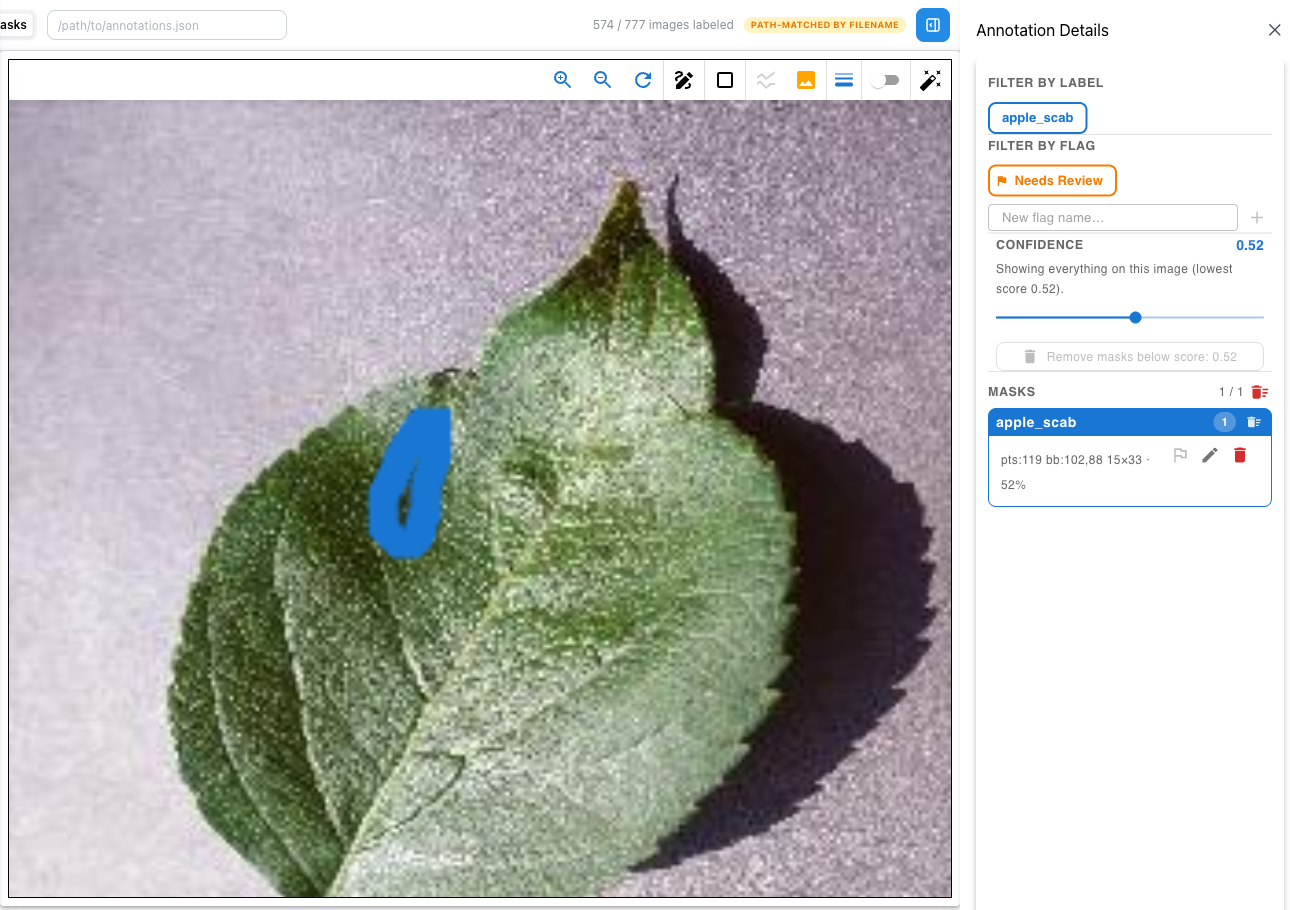 asks
/path/to/annotations.json
574 / 777 images labeled
PATH-MATCHED BY FILENAME
Annotation Details
FILTER BY LABEL
apple_scab
FILTER BY FLAG
Needs Review
New flag name…
CONFIDENCE
0.52
Showing everything on this image (lowest
score 0.52).
Remove masks below score: 0.52
MASKS
1 / 1
apple_scab
1
pts:119 bb:102,88 15×33 ·
52%